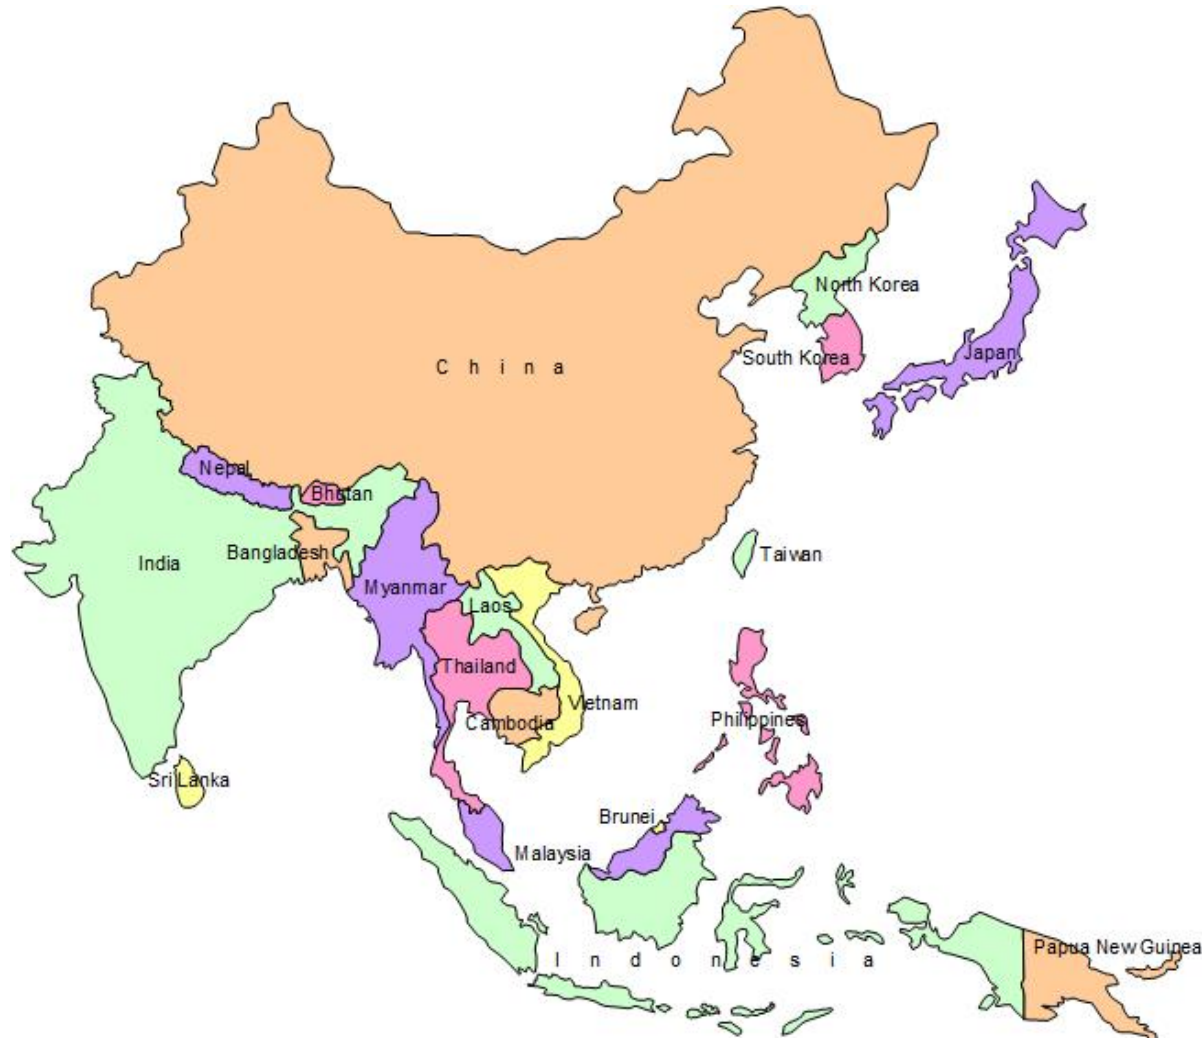 North Korea
South Korea
Japan
C h i n a
Nepal
Bhutan
India
Bangladesh
Taiwan
Myanmar
Laos
Thailand
Vietnam
Cambodia
Philippines
Sri Lanka
Brunei
Malaysia
Papua New Guinea
I n d o n e s i a